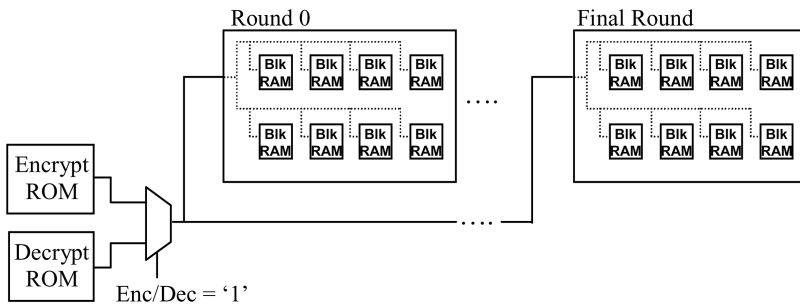 Round 0
Final Round
Blk Blk Blk Blk
RAM RAM RAM RAM
Blk Blk Blk Blk
RAM RAM RAM RAM
....
Blk Blk Blk Blk
RAM RAM RAM RAM
Blk Blk Blk Blk
RAM RAM RAM RAM
Encrypt
ROM
....
Decrypt
ROM
Enc/Dec = ‘1’